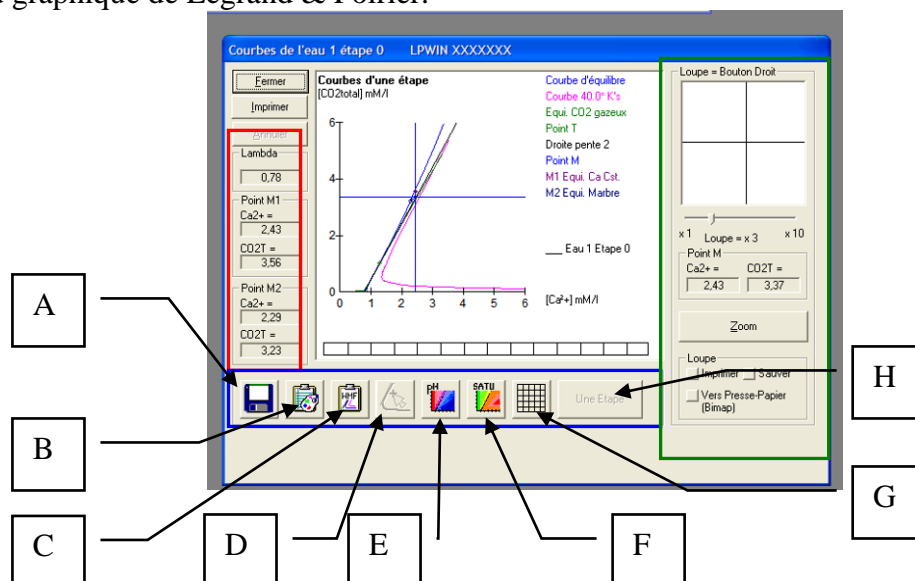 graphique de Legrand & Poirier.
Courbes de l'eau 1 étape 0 LPWIN XXXXXXX
Fermer
Imprimer
Annuler
Lambda
0,78
Point M1
Ca2+ =
2,43
CO2T =
3,56
Point M2
Ca2+ =
2,29
CO2T =
3,23
Courbes d'une étape
[CO2total] mM/l
6
4
2
0
0 1 2 3 4 5 6
[Ca²+] mM/l
Courbe d'équilibre
Courbe 40.0° K's
Equi. CO2 gazeux
Point T
Droite pente 2
Point M
M1 Equi. Ca Cst.
M2 Equi. Marbre
___ Eau 1 Etape 0
Loupe = Bouton Droit
x 1 Loupe = x 3 x 10
Point M
Ca2+ = CO2T =
2,43 3,37
Zoom
Loupe
Imprimer Sauver
Vers Presse-Papier
(Bimap)
WMF
pH
SATU
Une Etape
A
B
C
D
E
F
G
H